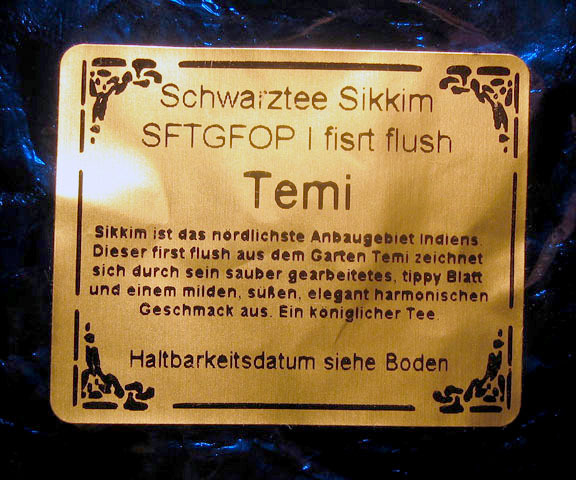 Schwarztee Sikkim
SFTGFOP I fisrt flush
Temi
Sikkim ist das nördlichste Anbaugebiet Indiens.
Dieser first flush aus dem Garten Temi zeichnet
sich durch sein sauber gearbeitetes, tippy Blatt
und einem milden, süßen, elegant harmonischen
Geschmack aus. Ein königlicher Tee.
Haltbarkeitsdatum siehe Boden